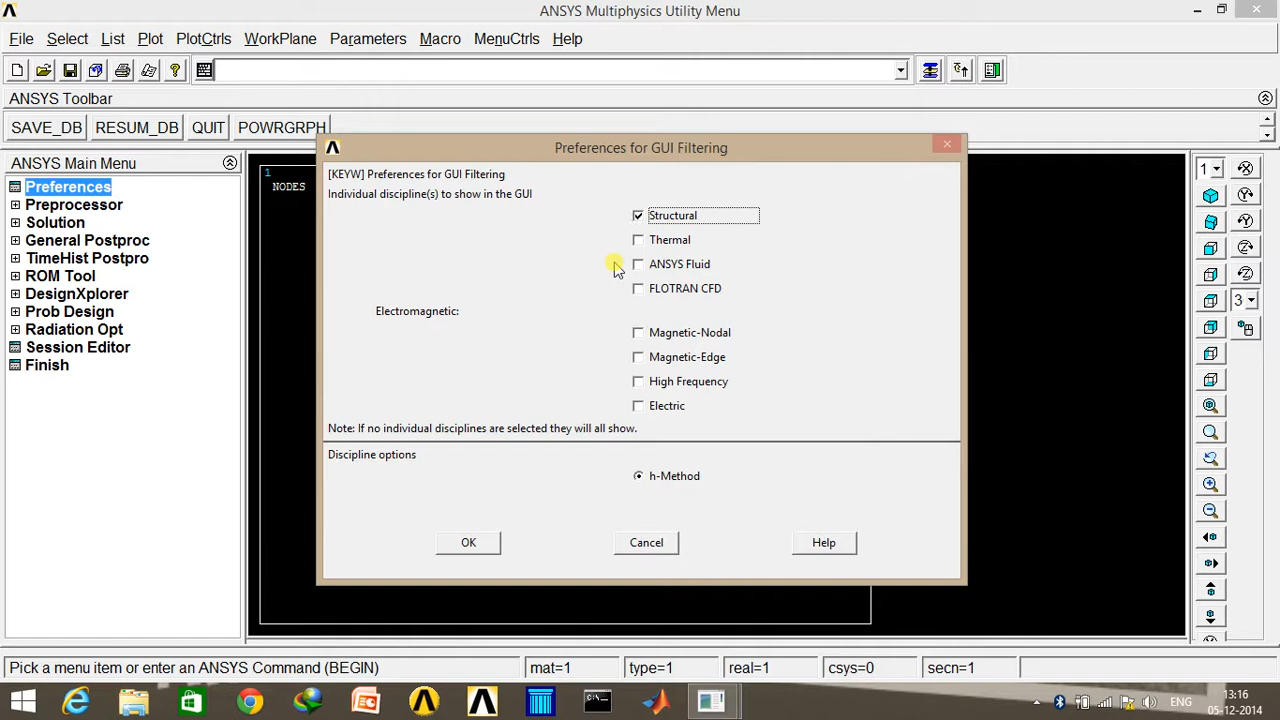 ANSYS Multiphysics Utility Menu
File Select List Plot PlotCtrls WorkPlane Parameters Macro MenuCtrls Help
ANSYS Toolbar
SAVE_DB RESUM_DB QUIT POWRGRPH
ANSYS Main Menu
Preferences
Preprocessor
Solution
General Postproc
TimeHist Postpro
ROM Tool
DesignXplorer
Prob Design
Radiation Opt
Session Editor
Finish
1
NODES
Preferences for GUI Filtering
[KEYW] Preferences for GUI Filtering
Individual discipline(s) to show in the GUI
Structural
Thermal
ANSYS Fluid
FLOTRAN CFD
Electromagnetic:
Magnetic-Nodal
Magnetic-Edge
High Frequency
Electric
Note: If no individual disciplines are selected they will all show.
Discipline options
h-Method
OK Cancel Help
1
3
Pick a menu item or enter an ANSYS Command (BEGIN) mat=1 type=1 real=1 csys=0 secn=1
ENG
13:16
05-12-2014